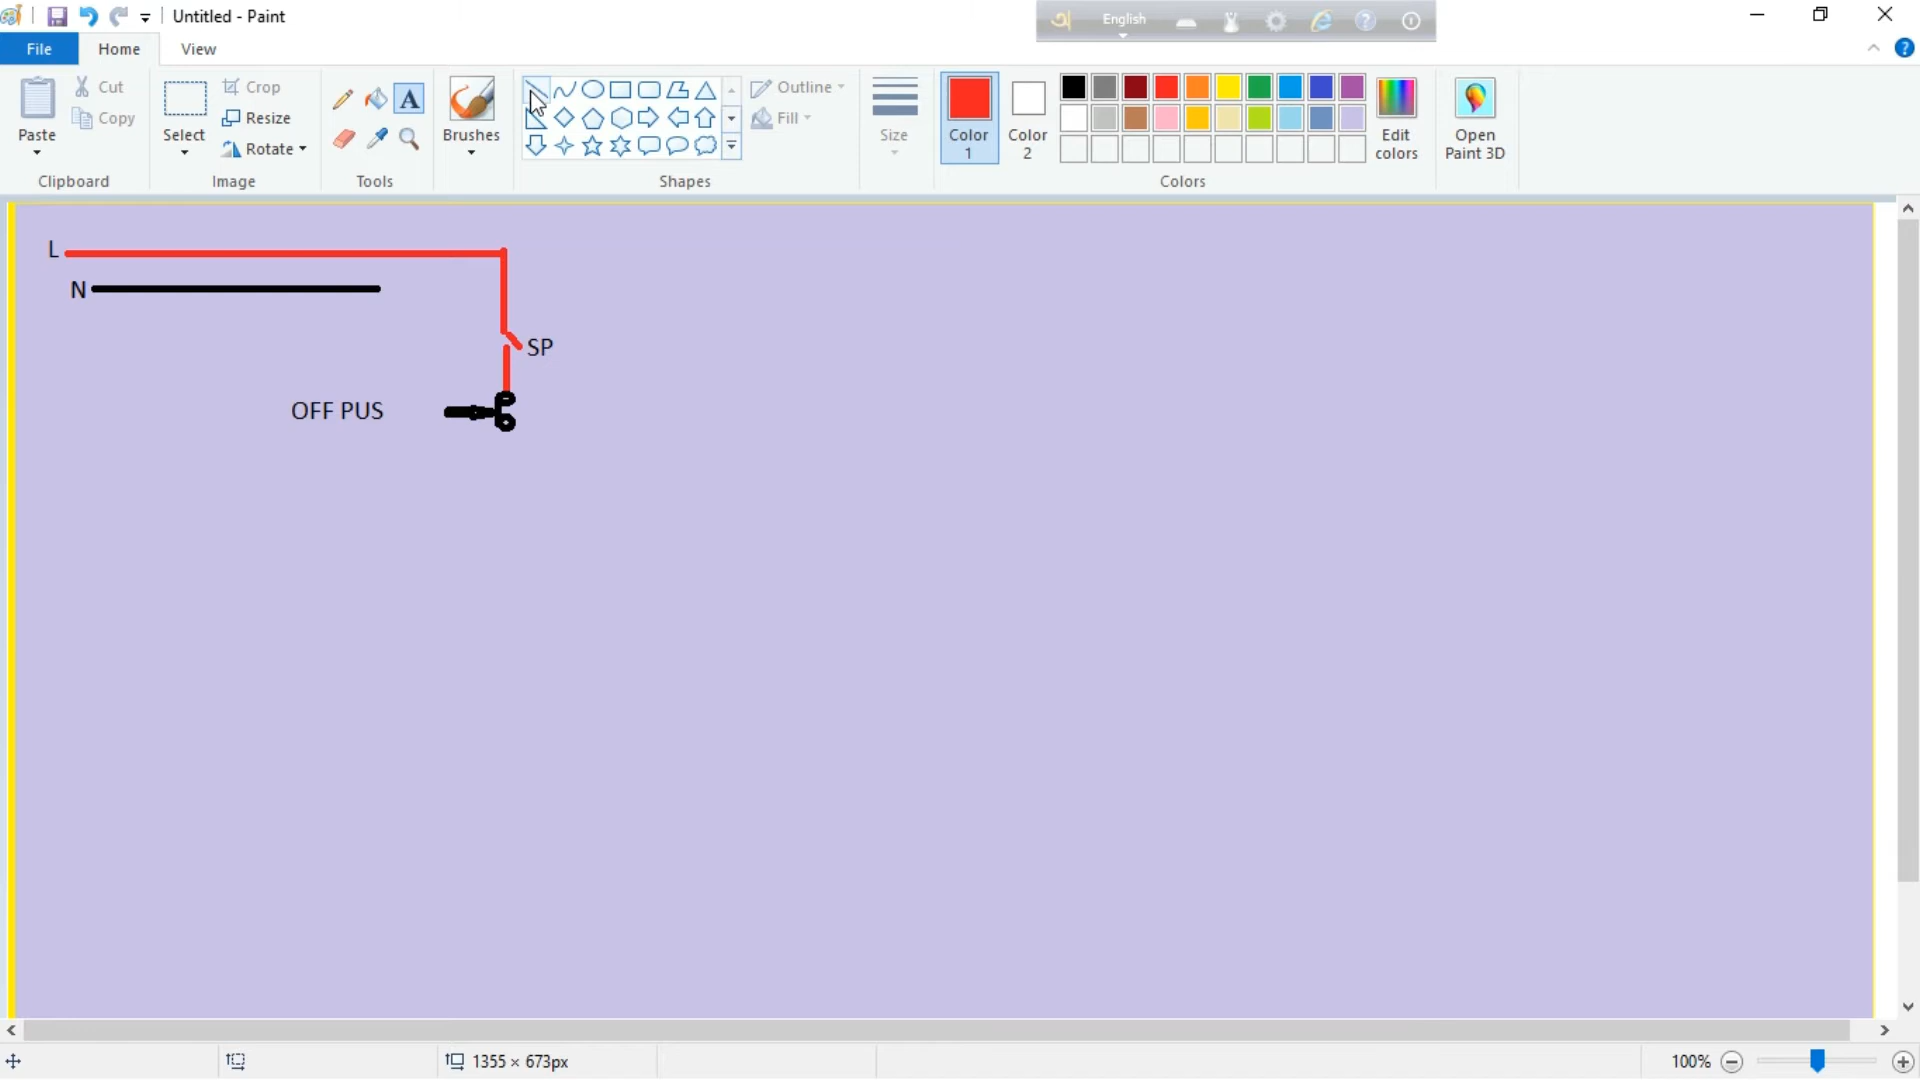 Untitled - Paint
English
File
Home
View
Paste
Cut
Copy
Clipboard
Select
Crop
Resize
Rotate
Image
A
Tools
Brushes
Outline
Fill
Shapes
Size
Color
1
Color
2
Edit
colors
Open
Paint 3D
Colors
L
N
SP
OFF PUS
1355 × 673px
100%